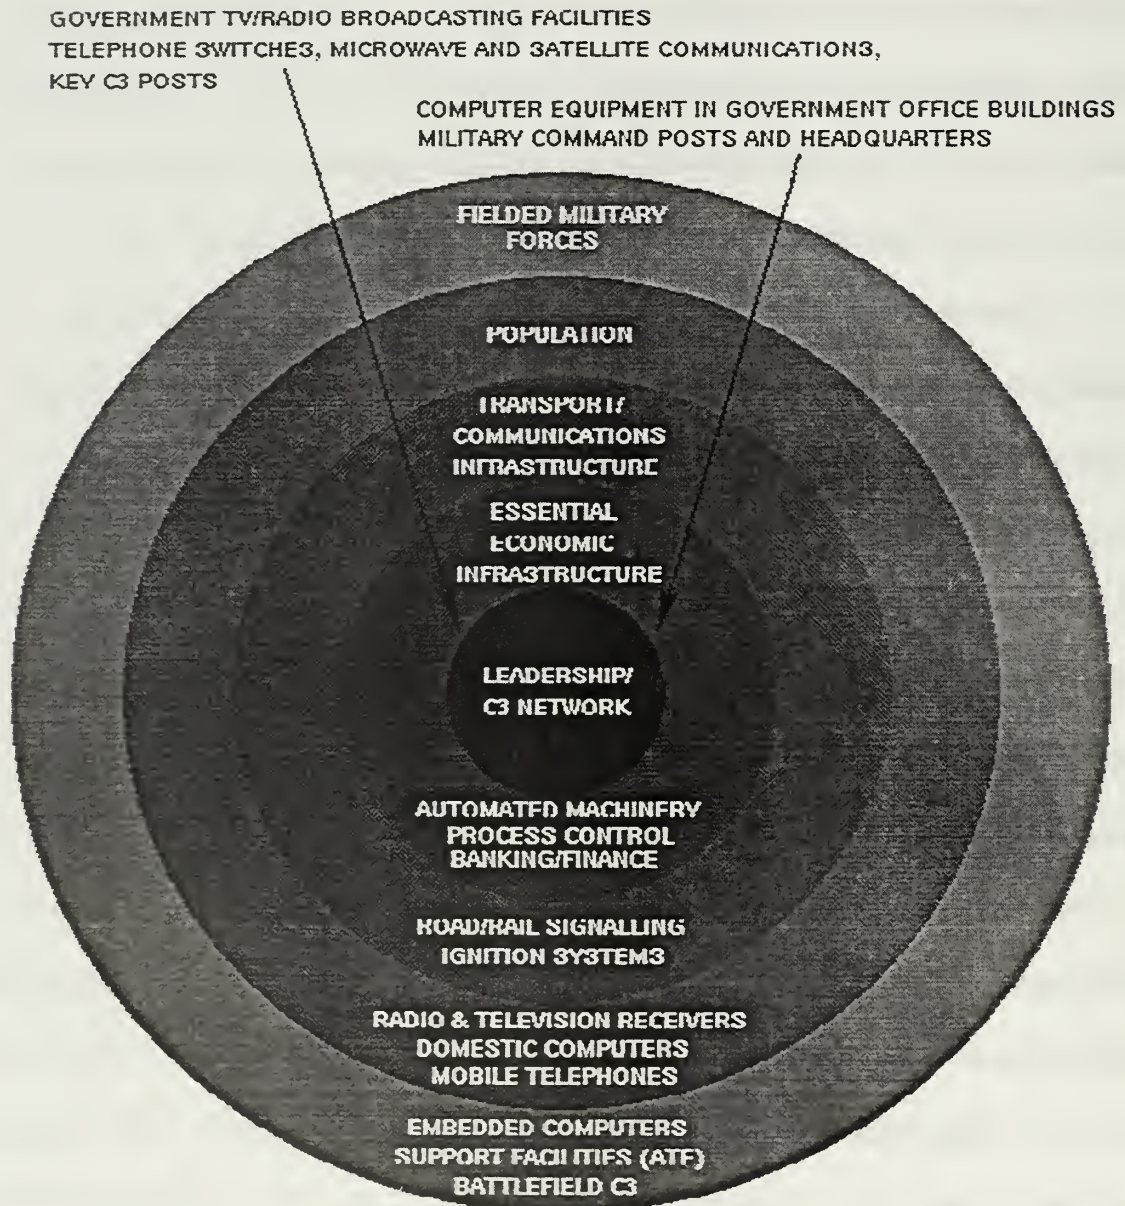 GOVERNMENT TV/RADIO BROADCASTING FACILITIES
TELEPHONE SWITCHES, MICROWAVE AND SATELLITE COMMUNICATIONS,
KEY C3 POSTS
COMPUTER EQUIPMENT IN GOVERNMENT OFFICE BUILDINGS
MILITARY COMMAND POSTS AND HEADQUARTERS
FIELDED MILITARY
FORCES
POPULATION
TRANSPORT/
COMMUNICATIONS
INFRASTRUCTURE
ESSENTIAL
ECONOMIC
INFRASTRUCTURE
LEADERSHIP/
C3 NETWORK
AUTOMATED MACHINERY
PROCESS CONTROL
BANKING/FINANCE
ROAD/RAIL SIGNALLING
IGNITION SYSTEMS
RADIO & TELEVISION RECEIVERS
DOMESTIC COMPUTERS
MOBILE TELEPHONES
EMBEDDED COMPUTERS
SUPPORT FACILITIES (ATE)
BATTLEFIELD C3